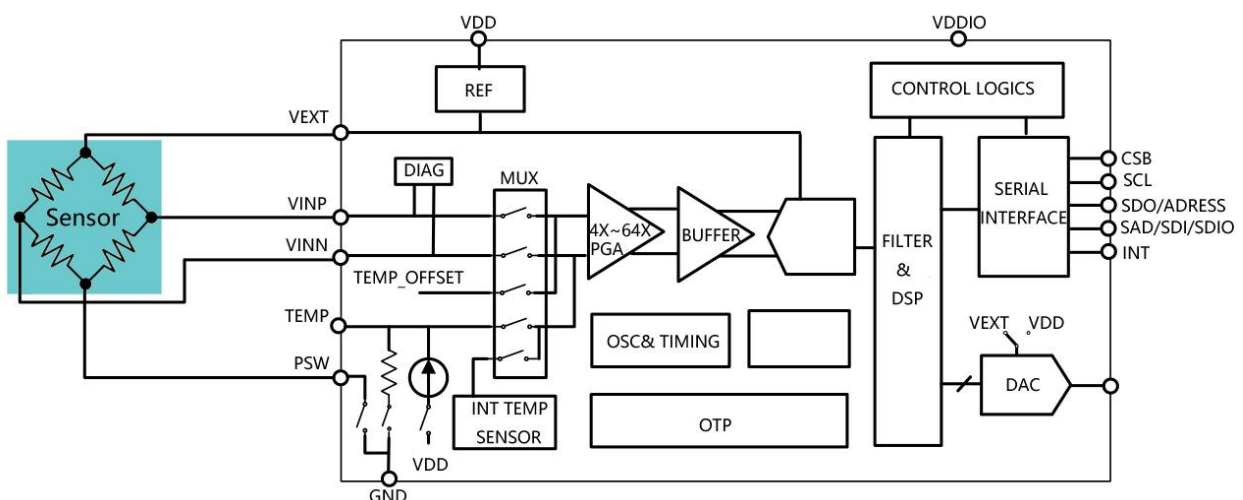 VDD
VDDIO
REF
CONTROL LOGICS
VEXT
DIAG
MUX
CSB
SCL
SDO/ADRESS
SAD/SDI/SDIO
INT
SERIAL
INTERFACE
VINP
Sensor
4X~64X
PGA
BUFFER
VINN
FILTER
&
DSP
TEMP_OFFSET
TEMP
OSC& TIMING
VEXT
VDD
PSW
DAC
INT TEMP
SENSOR
OTP
VDD
GND